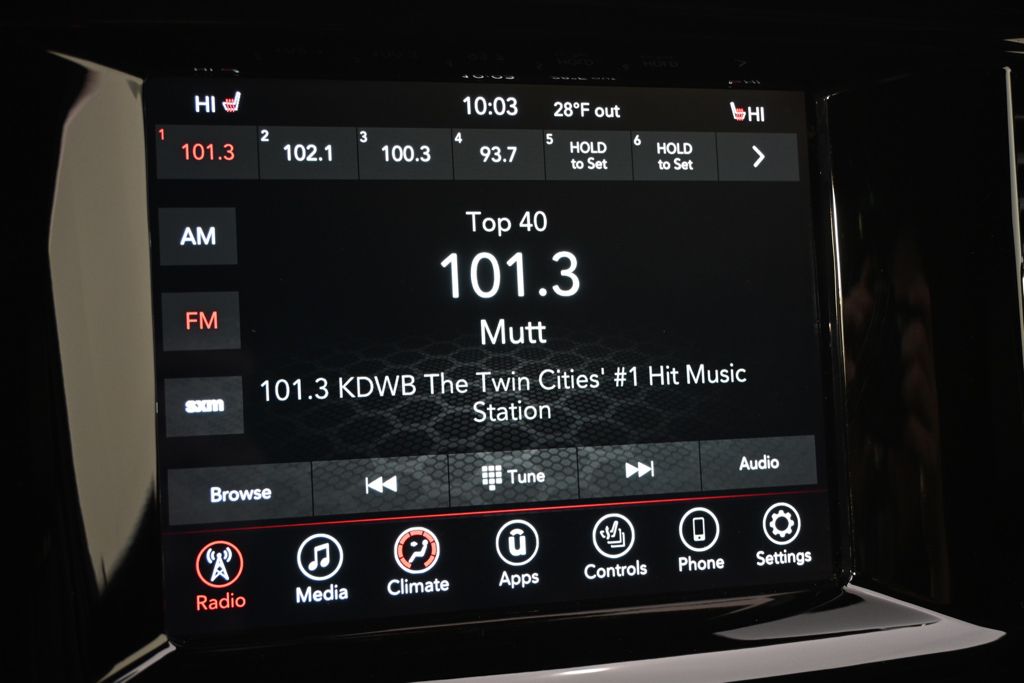 HI 10:03 28°F out HI
1 101.3 2 102.1 3 100.3 4 93.7 5 HOLD to Set 6 HOLD to Set
Top 40
AM
101.3
FM
Mutt
101.3 KDWB The Twin Cities' #1 Hit Music
Station
sxm
Browse Tune Audio
Radio Media Climate Apps Controls Phone Settings